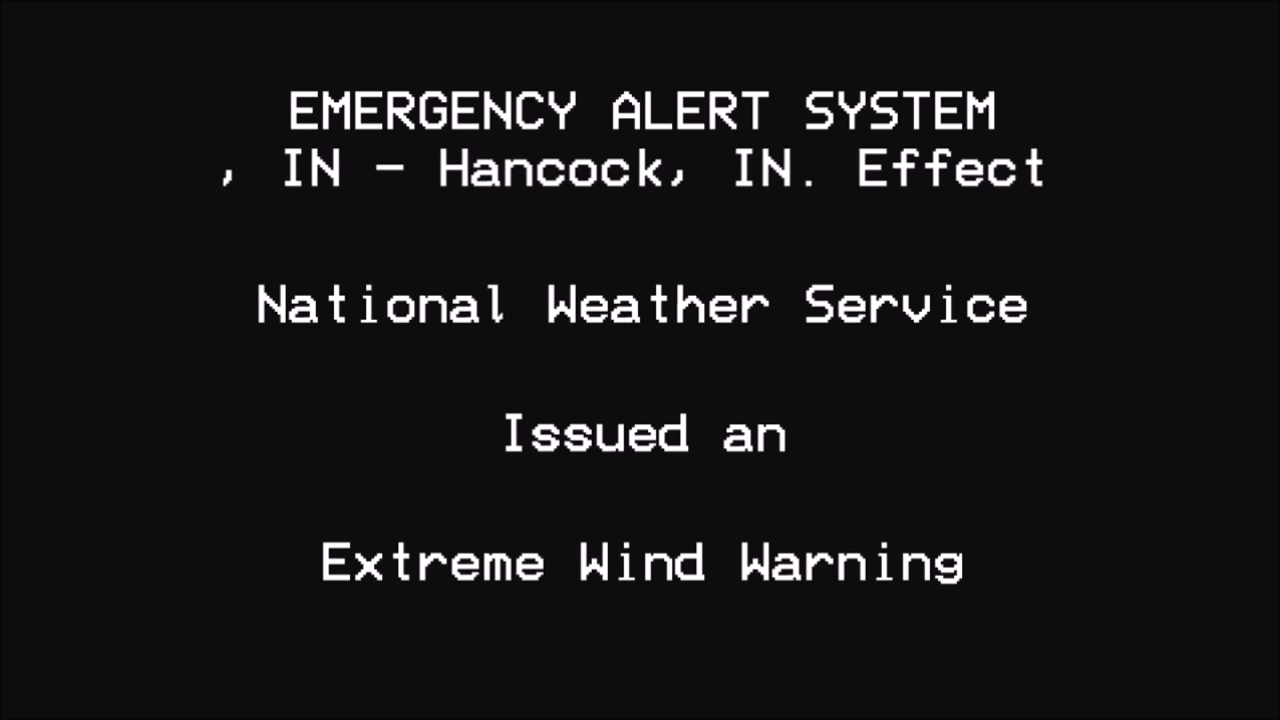 EMERGENCY ALERT SYSTEM
, IN - Hancock, IN. Effect
National Weather Service
Issued an
Extreme Wind Warning